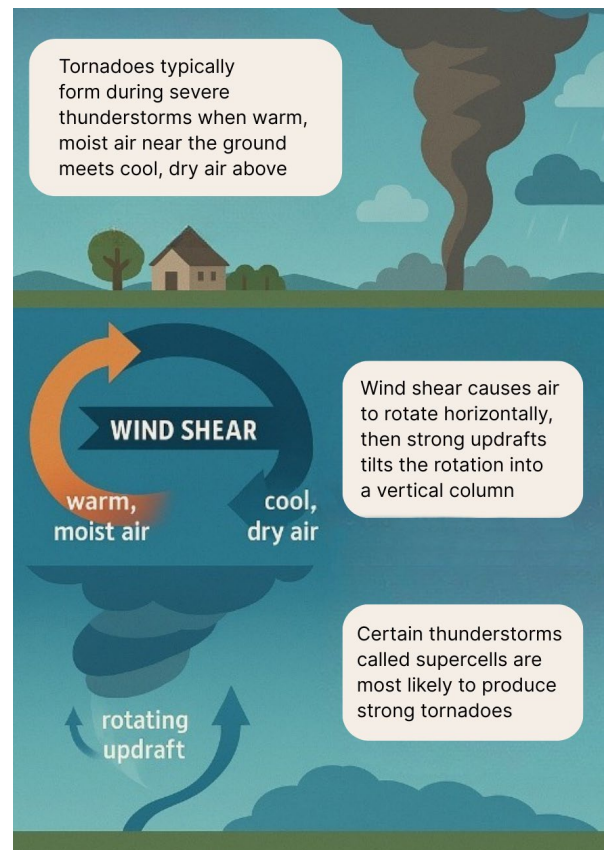 Tornadoes typically
form during severe
thunderstorms when warm,
moist air near the ground
meets cool, dry air above
WIND SHEAR
warm,
moist air
cool,
dry air
Wind shear causes air
to rotate horizontally,
then strong updrafts
tilts the rotation into
a vertical column
rotating
updraft
Certain thunderstorms
called supercells are
most likely to produce
strong tornadoes